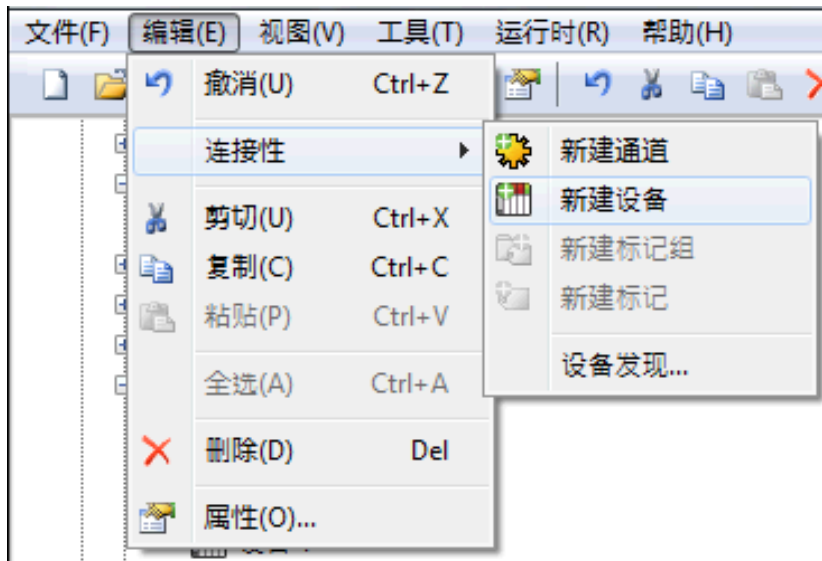 文件(F) 编辑(E) 视图(V) 工具(T) 运行时(R) 帮助(H)
撤消(U) Ctrl+Z
连接性
新建通道
新建设备
新建标记组
新建标记
设备发现...
剪切(U) Ctrl+X
复制(C) Ctrl+C
粘贴(P) Ctrl+V
全选(A) Ctrl+A
删除(D) Del
属性(O)...